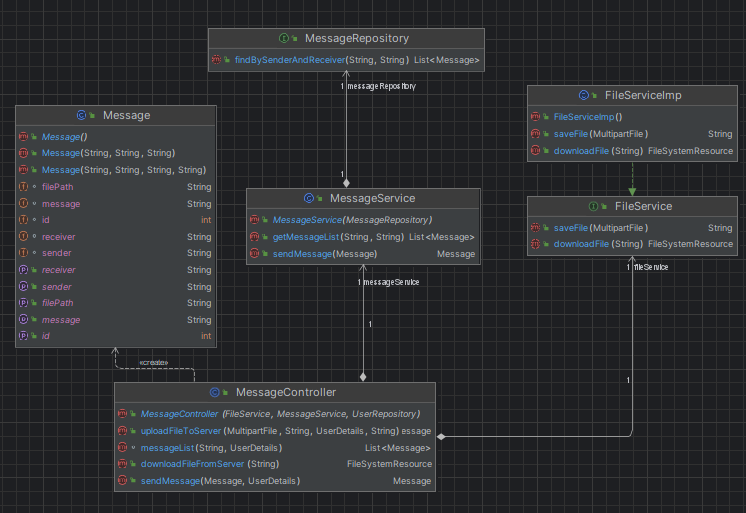 MessageRepository
findBySenderAndReceiver(String, String) List<Message>
1 messageRepository
1
Message
Message()
Message(String, String, String)
Message(String, String, String, String)
filePath String
message String
id int
receiver String
sender String
receiver String
sender String
filePath String
message String
id int
FileServiceImp
FileServiceImp()
saveFile(MultipartFile) String
downloadFile(String) FileSystemResource
MessageService
MessageService(MessageRepository)
getMessageList(String, String) List<Message>
sendMessage(Message) Message
FileService
saveFile(MultipartFile) String
downloadFile(String) FileSystemResource
1 messageService
1
1 fileService
1
«create»
MessageController
MessageController (FileService, MessageService, UserRepository)
uploadFileToServer(MultipartFile, String, UserDetails, String) essage
messageList(String, UserDetails) List<Message>
downloadFileFromServer (String) FileSystemResource
sendMessage(Message, UserDetails) Message